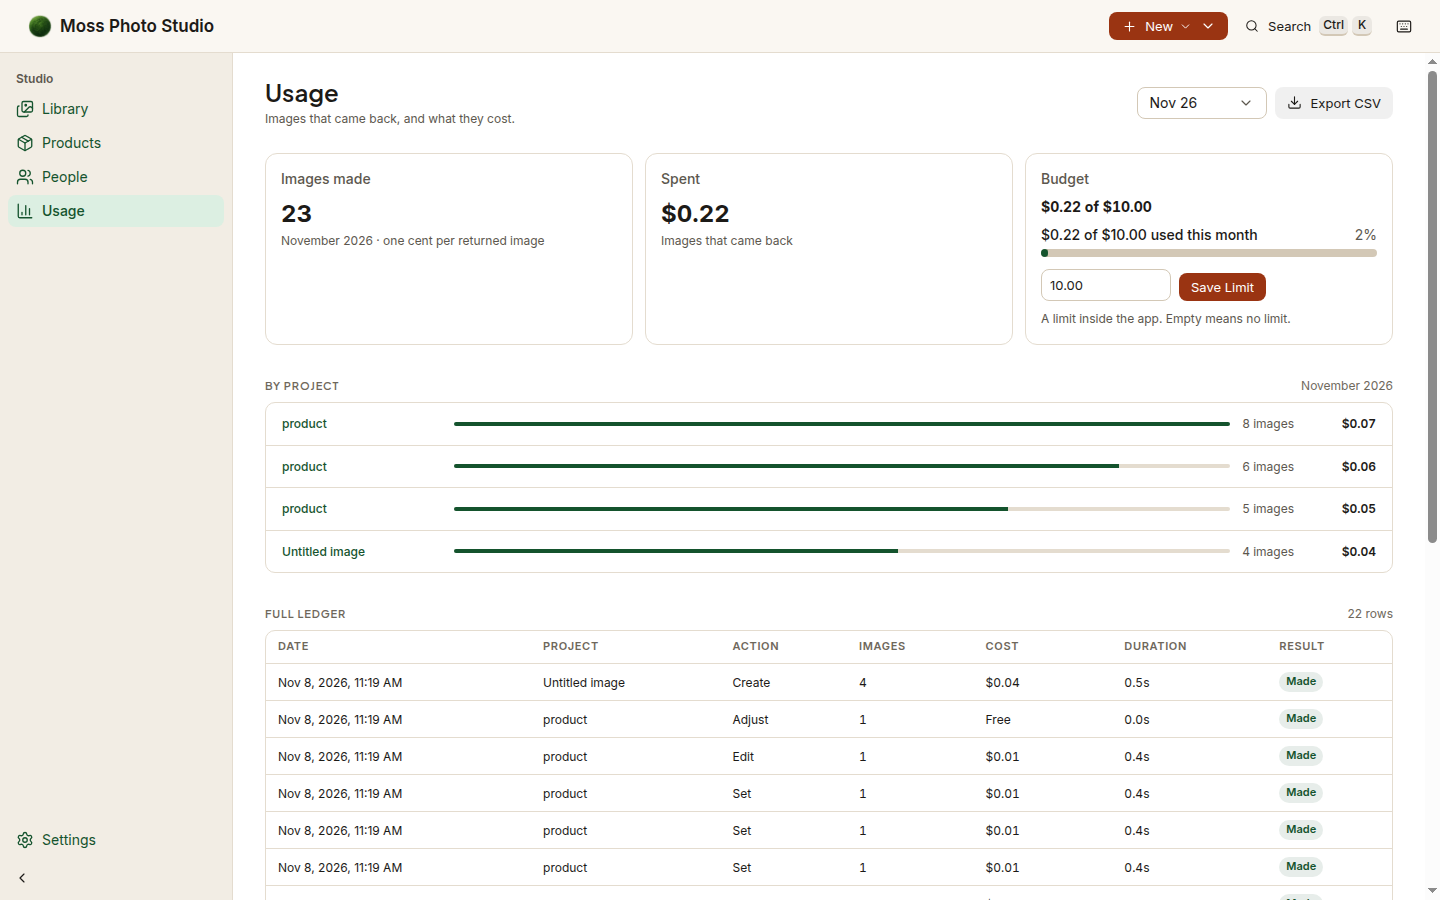 Moss Photo Studio
New
Search Ctrl K
Studio
Library
Products
People
Usage
Settings
Usage
Images that came back, and what they cost.
Nov 26
Export CSV
Images made
23
November 2026 · one cent per returned image
Spent
$0.22
Images that came back
Budget
$0.22 of $10.00
$0.22 of $10.00 used this month 2%
10.00
Save Limit
A limit inside the app. Empty means no limit.
BY PROJECT November 2026
product 8 images $0.07
product 6 images $0.06
product 5 images $0.05
Untitled image 4 images $0.04
FULL LEDGER 22 rows
DATE PROJECT ACTION IMAGES COST DURATION RESULT
Nov 8, 2026, 11:19 AM Untitled image Create 4 $0.04 0.5s Made
Nov 8, 2026, 11:19 AM product Adjust 1 Free 0.0s Made
Nov 8, 2026, 11:19 AM product Edit 1 $0.01 0.4s Made
Nov 8, 2026, 11:19 AM product Set 1 $0.01 0.4s Made
Nov 8, 2026, 11:19 AM product Set 1 $0.01 0.4s Made
Nov 8, 2026, 11:19 AM product Set 1 $0.01 0.4s Made